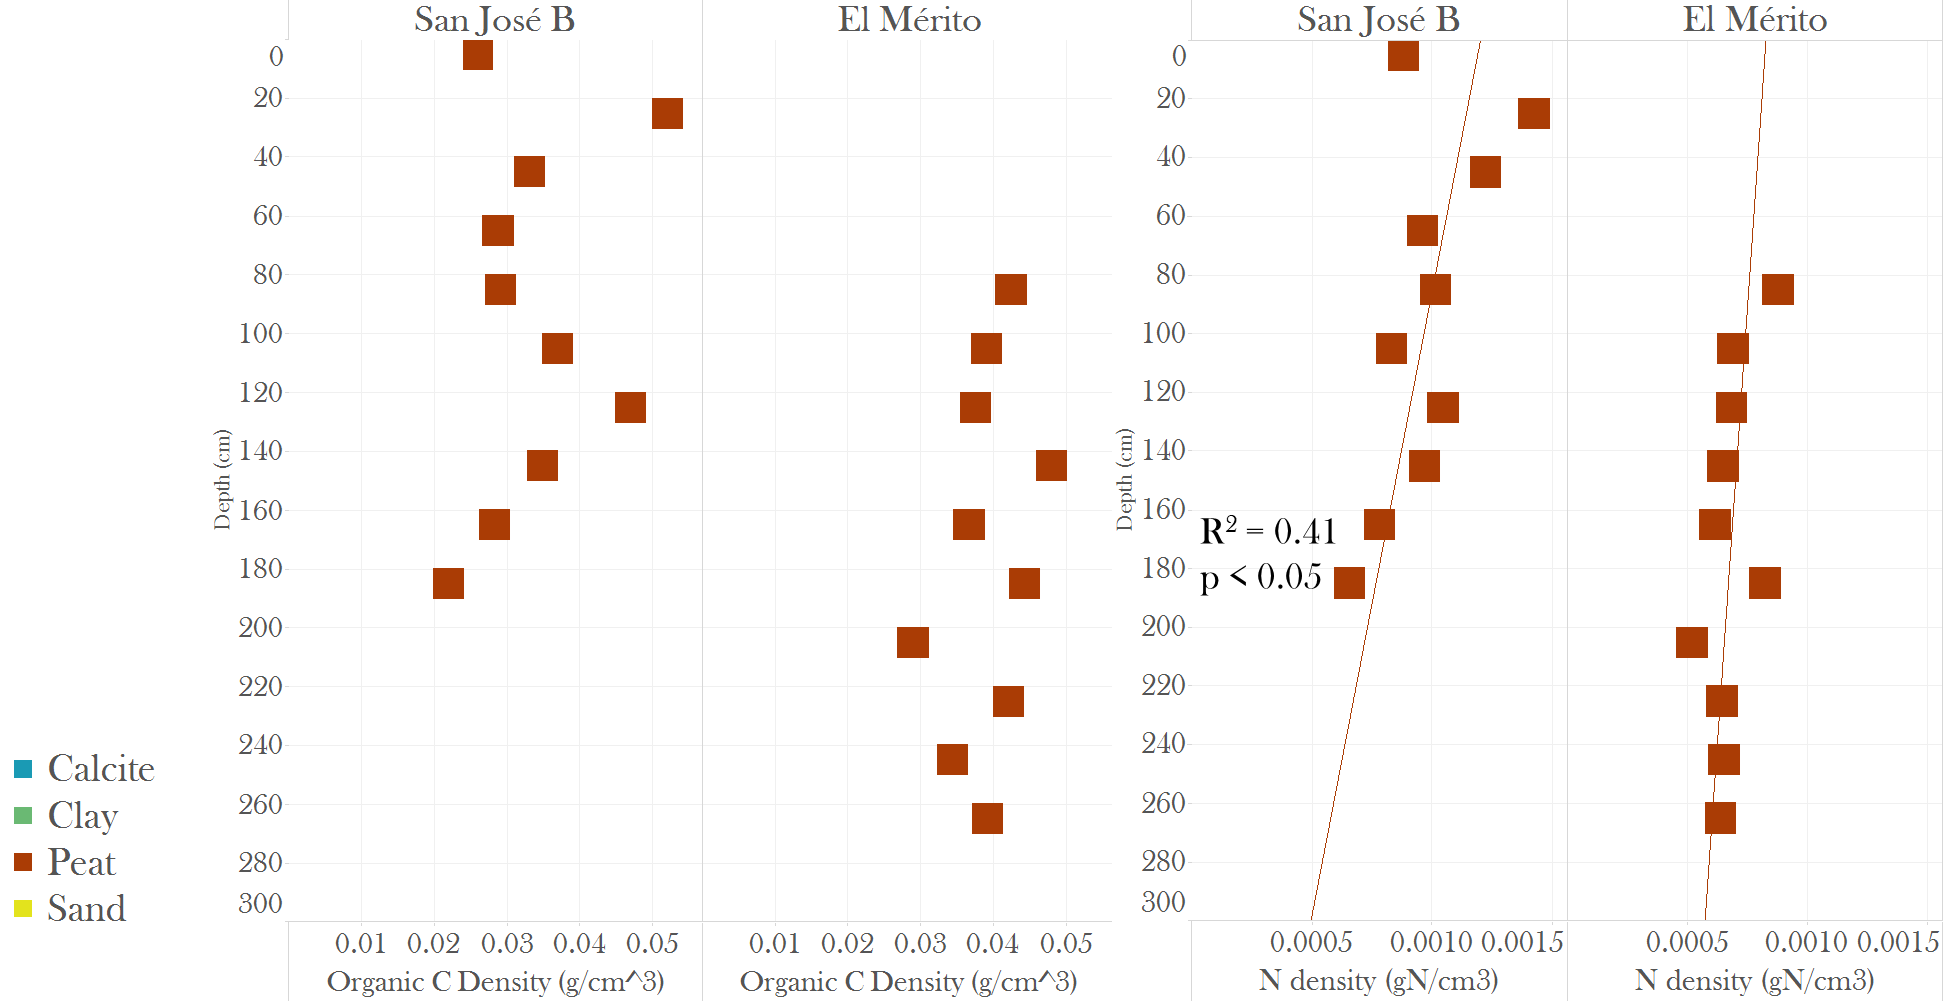 San José B
El Mérito
San José B
El Mérito
0
20
40
60
80
100
120
140
160
180
200
220
240
260
280
300
Depth (cm)
0.01 0.02 0.03 0.04 0.05
Organic C Density (g/cm^3)
0.01 0.02 0.03 0.04 0.05
Organic C Density (g/cm^3)
0
20
40
60
80
100
120
140
160
180
200
220
240
260
280
300
Depth (cm)
R² = 0.41
p < 0.05
0.0005 0.0010 0.0015
N density (gN/cm3)
0.0005 0.0010 0.0015
N density (gN/cm3)
Calcite
Clay
Peat
Sand